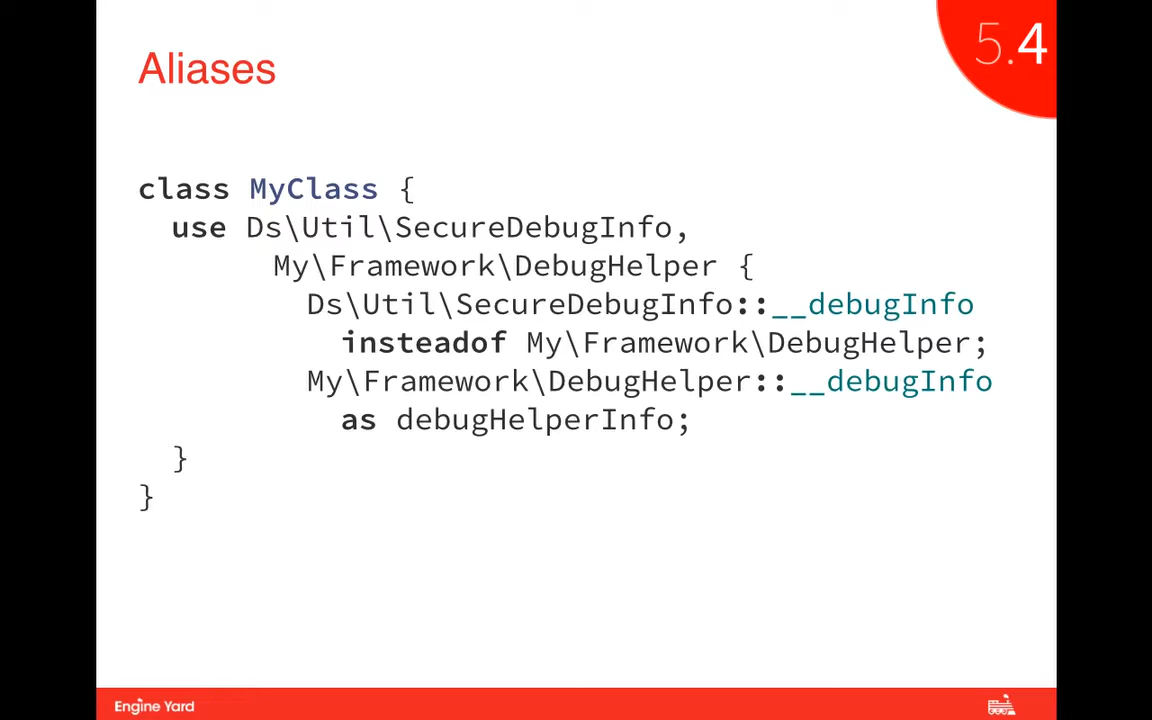 5.4
Aliases
class MyClass {
  use Ds\Util\SecureDebugInfo,
      My\Framework\DebugHelper {
        Ds\Util\SecureDebugInfo::__debugInfo
          insteadof My\Framework\DebugHelper;
        My\Framework\DebugHelper::__debugInfo
          as debugHelperInfo;
  }
}
Engine Yard